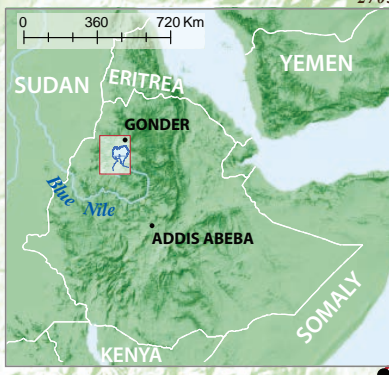 0 360 720 Km
SUDAN
ERITREA
YEMEN
GONDER
Blue Nile
ADDIS ABEBA
SOMALY
KENYA